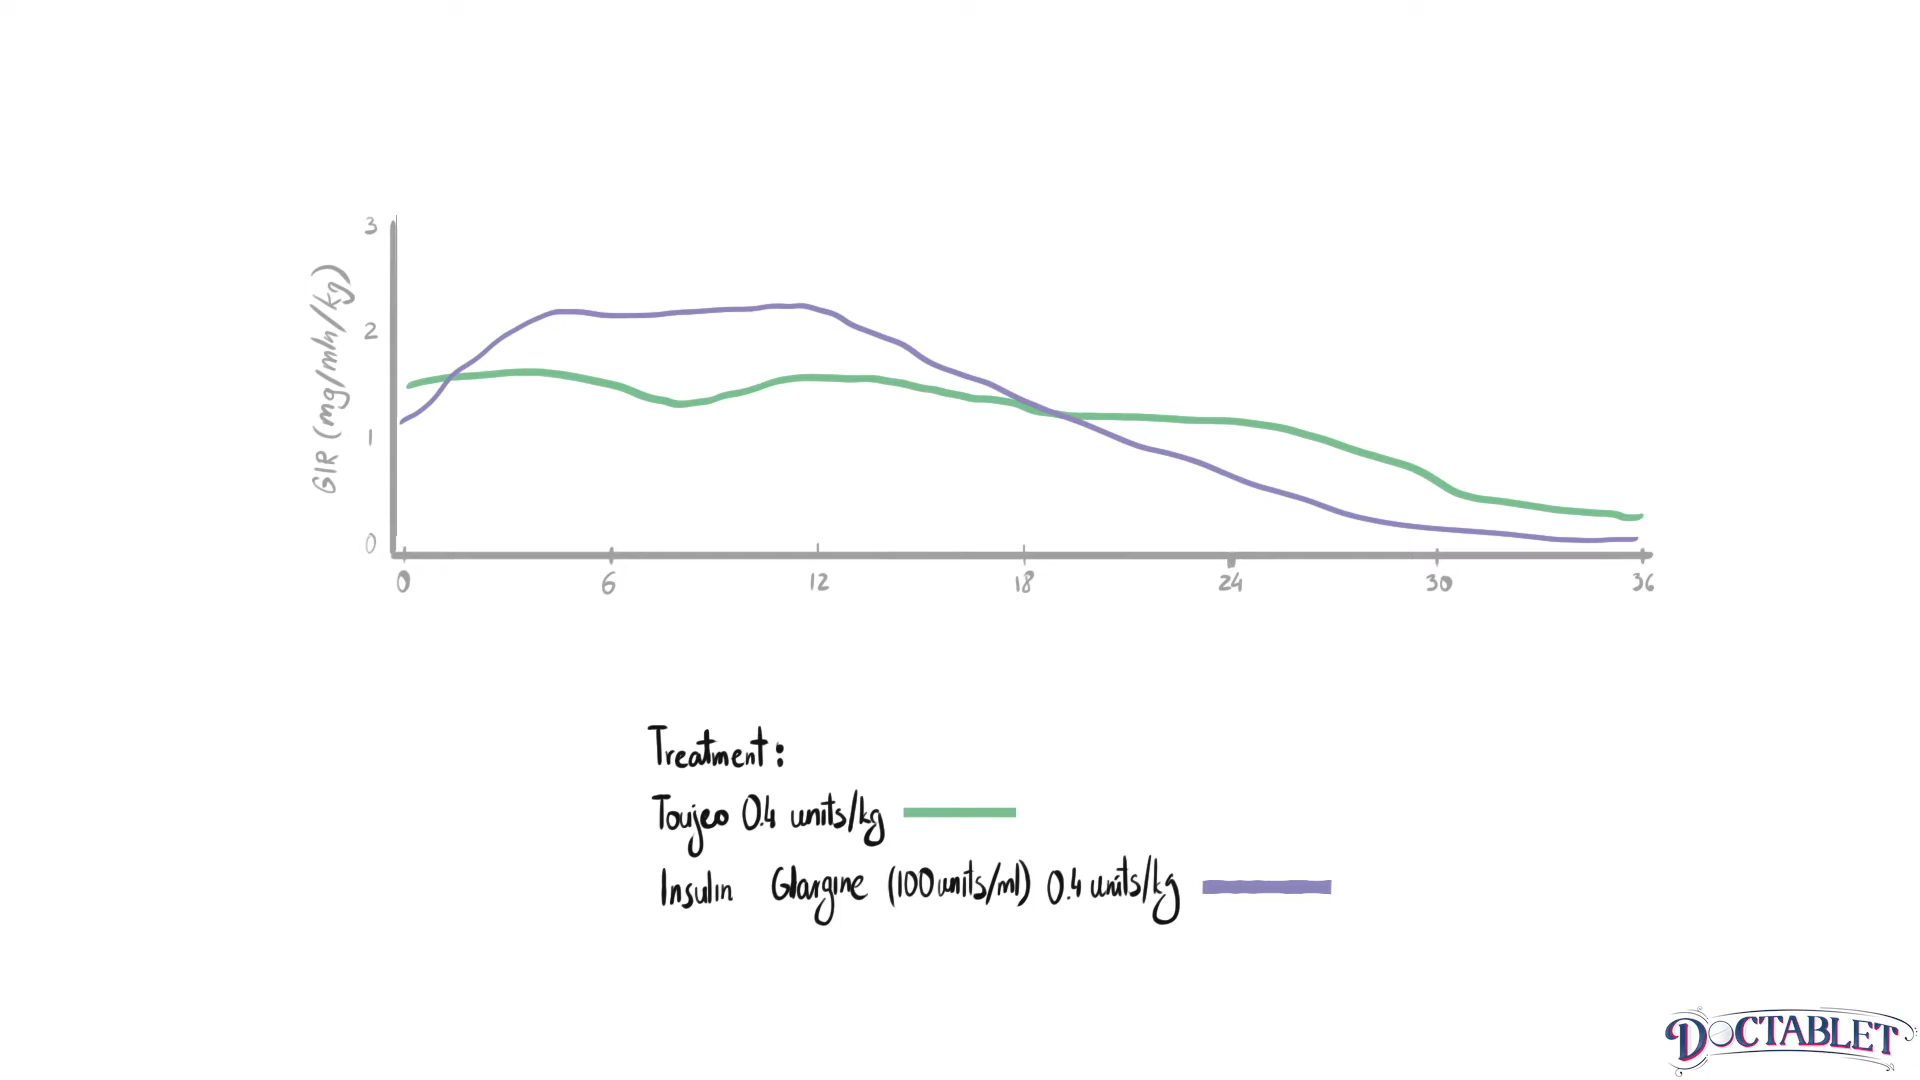 3
2
1
0
GIR (mg/min/kg)
0 6 12 18 24 30 36
Treatment:
Toujeo 0.4 units/kg
Insulin Glargine (100units/ml) 0.4 units/kg
DOCTABLET